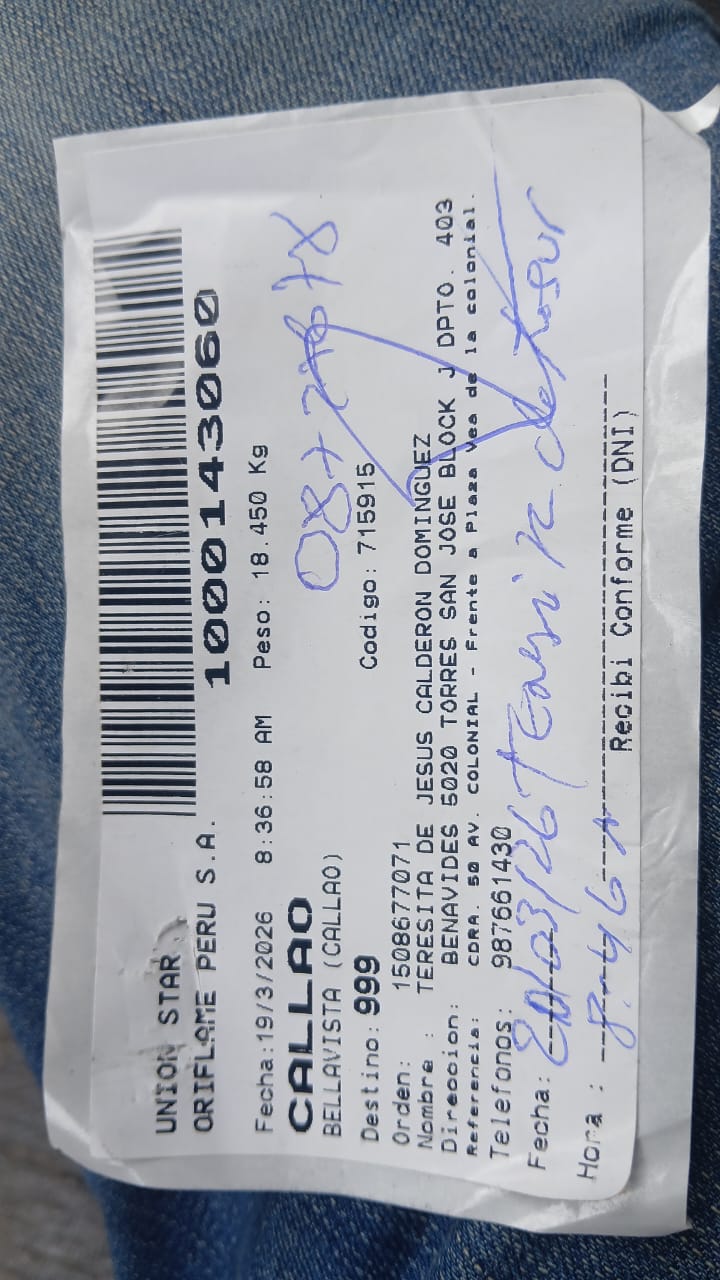 UNION STAR
ORIFLAME PERU S.A.
1000143060
Fecha:19/3/2026 8:36:58 AM Peso: 18.450 Kg
CALLAO
BELLAVISTA (CALLAO)
Destino: 999 Codigo: 715915
Orden: 1508677071
Nombre : TERESITA DE JESUS CALDERON DOMINGUEZ
Direccion: BENAVIDES 5020 TORRES SAN JOSE BLOCK J DPTO. 403
Referencia: CDRA. 50 AV. COLONIAL - Frente a Plaza Vea de la colonial.
Telefonos: 987661430
Fecha: 20/03/26
Hora :
Recibi Conforme (DNI)